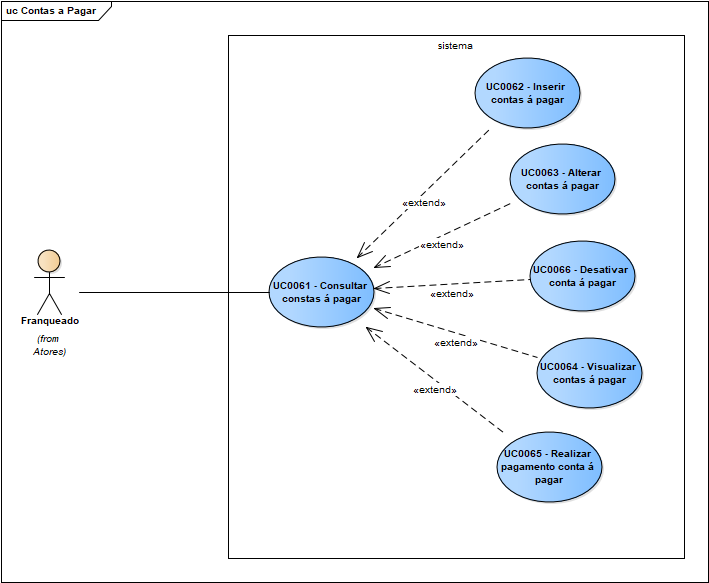 uc Contas a Pagar
sistema
UC0062 - Inserir
contas á pagar
UC0063 - Alterar
contas á pagar
«extend»
«extend»
UC0066 - Desativar
conta á pagar
UC0061 - Consultar
constas á pagar
«extend»
Franqueado
(from
Atores)
«extend»
UC0064 - Visualizar
contas á pagar
«extend»
UC0065 - Realizar
pagamento conta á
pagar